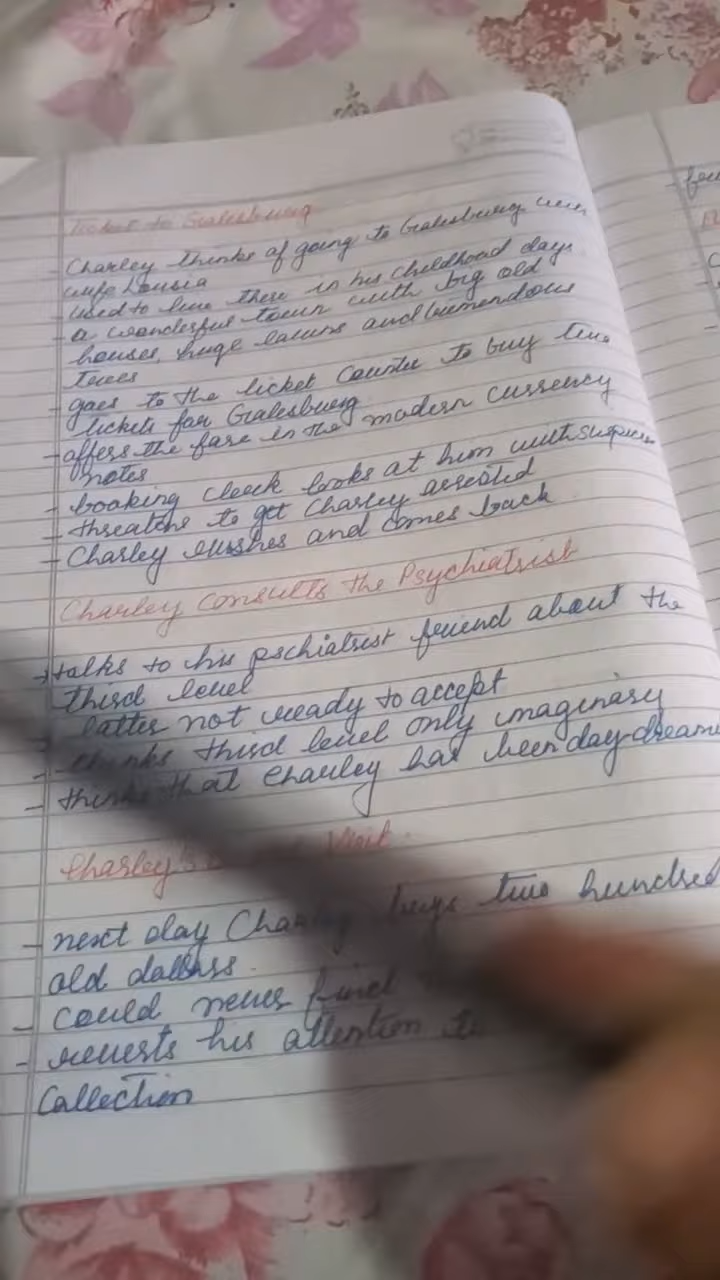 Ticket to Galesburg
- Charley thinks of going to Galesburg with
wife Lousia
- used to live there in his childhood days
- a wonderful town with big old
houses, huge lawns and tremendous
trees
- goes to the ticket counter to buy two
tickets for Galesburg
- offers the fare in the modern currency
notes
- booking clerk looks at him with
- threatens to get Charley arrested
- Charley rushes and comes back
Charley consults the Psychiatrist
→ talks to his pschiatrist friend about the
third level
- latter not ready to accept
- thinks third level only imaginary
- thinks that Charley has been day-dream
Charley's Visit.
- next day Charley buys two hundred
old dollars.
- could never find
- reverts his attention
Collection